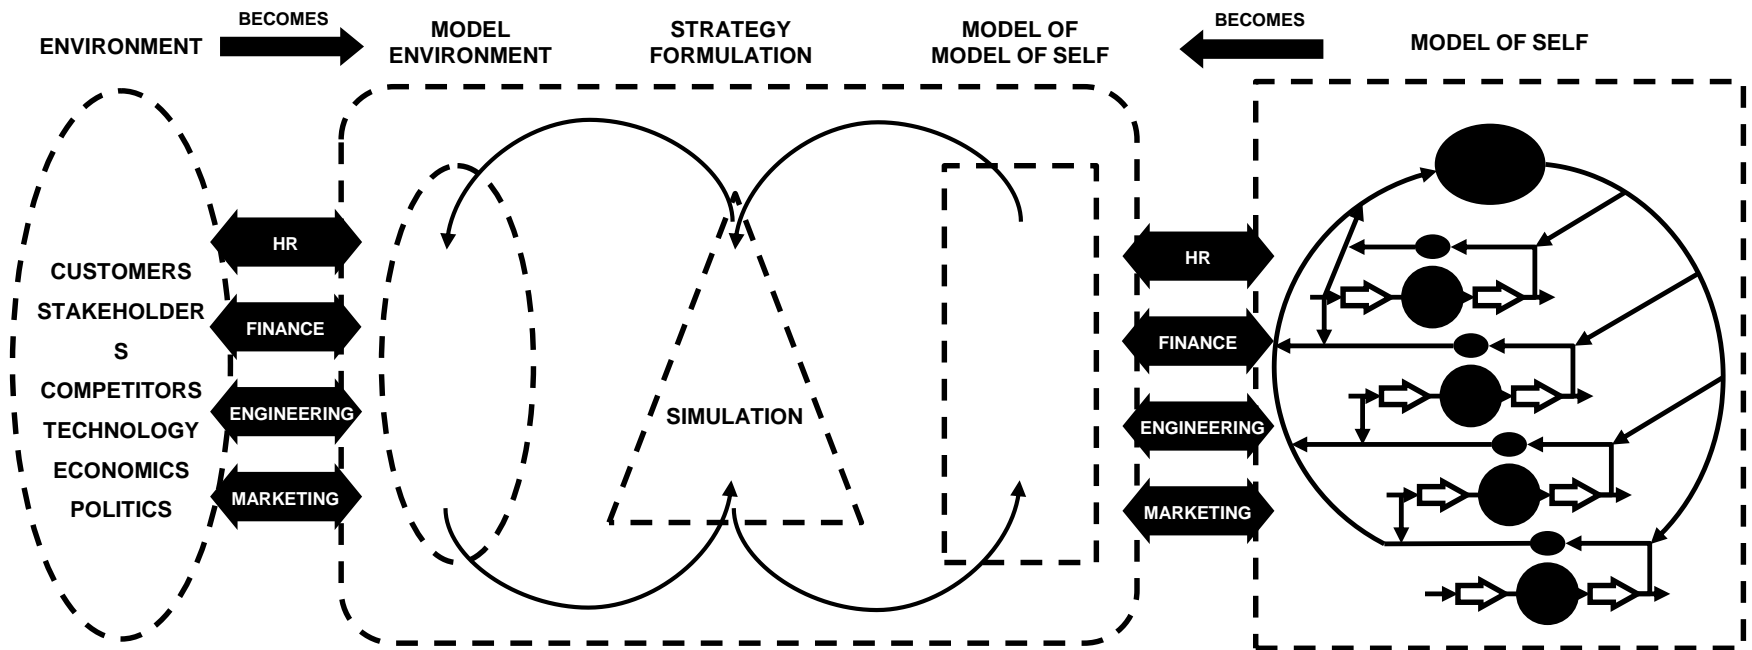 ENVIRONMENT
BECOMES
MODEL
ENVIRONMENT
STRATEGY
FORMULATION
MODEL OF
MODEL OF SELF
BECOMES
MODEL OF SELF
CUSTOMERS
STAKEHOLDER
S
COMPETITORS
TECHNOLOGY
ECONOMICS
POLITICS
HR
FINANCE
ENGINEERING
MARKETING
SIMULATION
HR
FINANCE
ENGINEERING
MARKETING